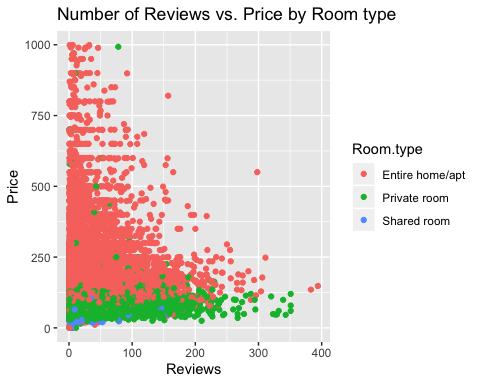 Number of Reviews vs. Price by Room type
1000
750
500
250
0
Price
0 100 200 300 400
Reviews
Room.type
Entire home/apt
Private room
Shared room